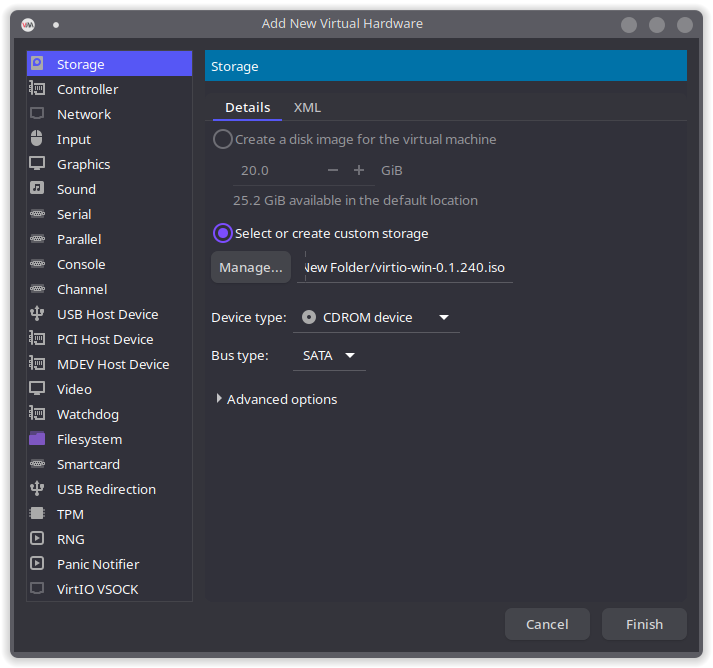 Add New Virtual Hardware
Storage
Controller
Network
Input
Graphics
Sound
Serial
Parallel
Console
Channel
USB Host Device
PCI Host Device
MDEV Host Device
Video
Watchdog
Filesystem
Smartcard
USB Redirection
TPM
RNG
Panic Notifier
VirtIO VSOCK
Storage
Details XML
Create a disk image for the virtual machine
20.0 − + GiB
25.2 GiB available in the default location
Select or create custom storage
Manage... New Folder/virtio-win-0.1.240.iso
Device type: CDROM device
Bus type: SATA
Advanced options
Cancel Finish